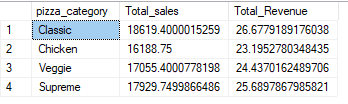 pizza_category Total_sales Total_Revenue
1 Classic 18619.4000015259 26.6779189176038
2 Chicken 16188.75 23.1952780348435
3 Veggie 17055.4000778198 24.4370162489706
4 Supreme 17929.7499866486 25.6897867985821